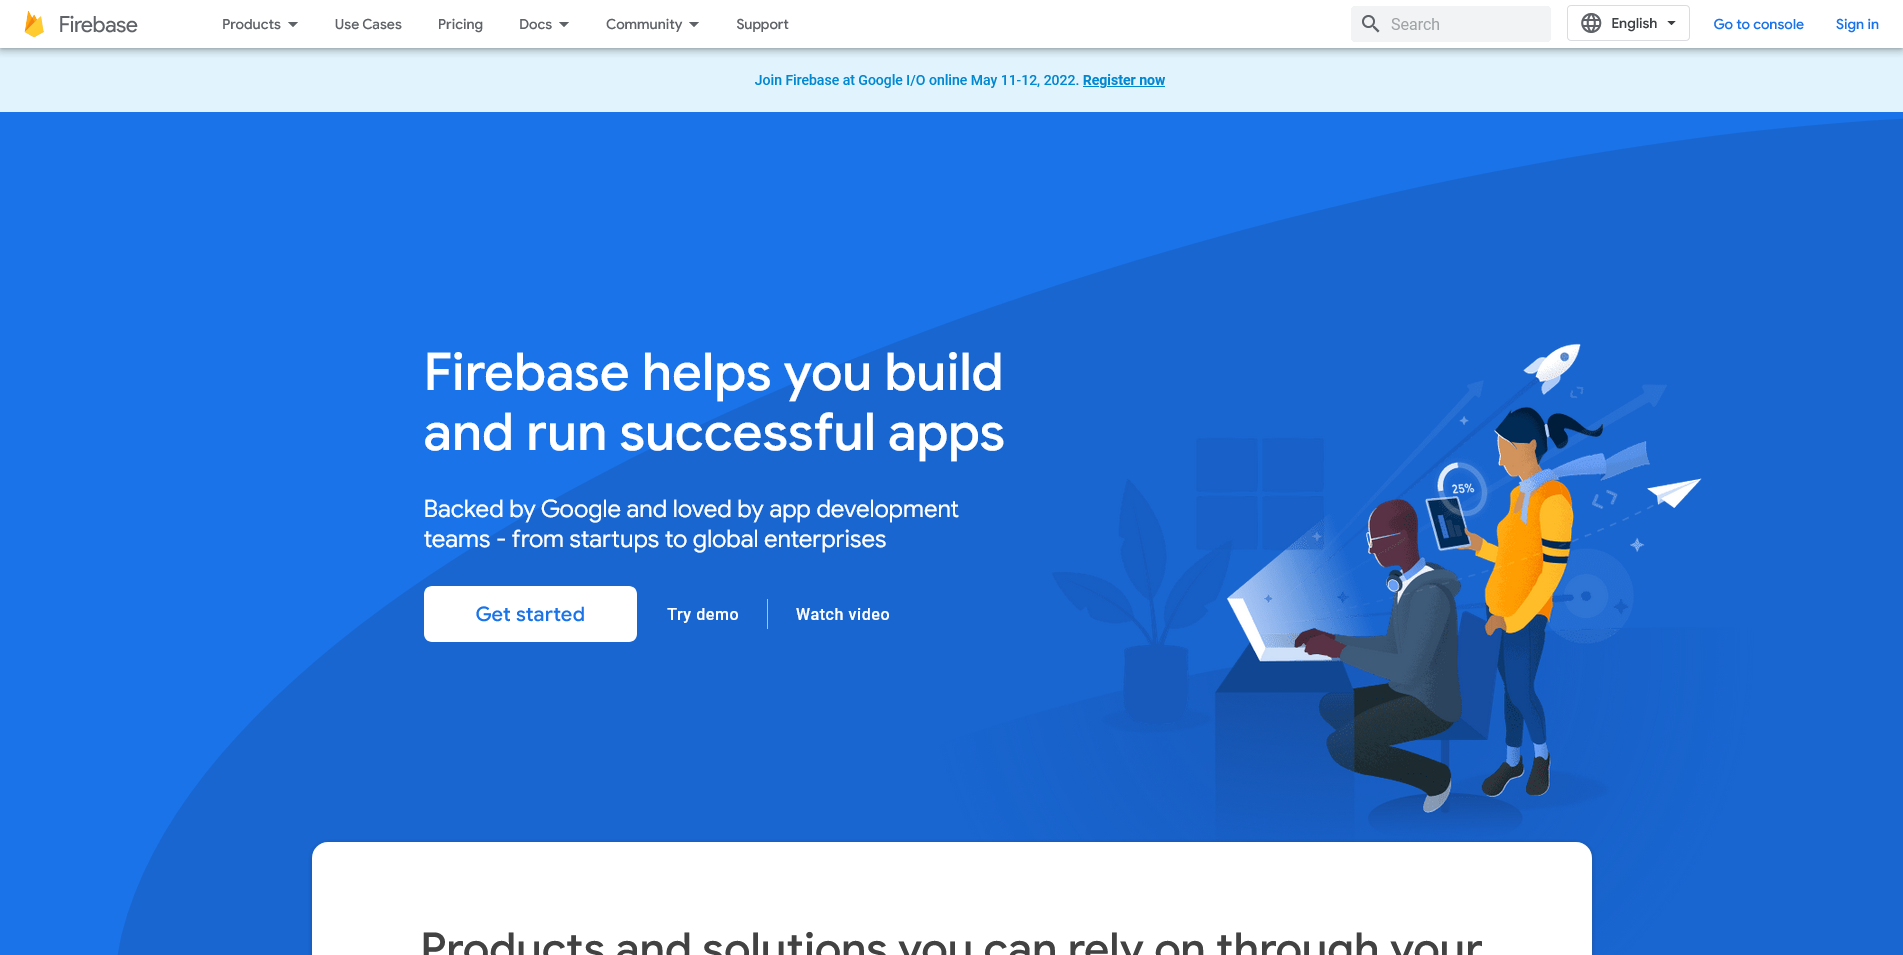 Firebase
Products
Use Cases
Pricing
Docs
Community
Support
Search
English
Go to console
Sign in
Join Firebase at Google I/O online May 11-12, 2022. Register now
Firebase helps you build
and run successful apps
Backed by Google and loved by app development
teams - from startups to global enterprises
Get started
Try demo
Watch video
25%
Products and solutions you can rely on through your